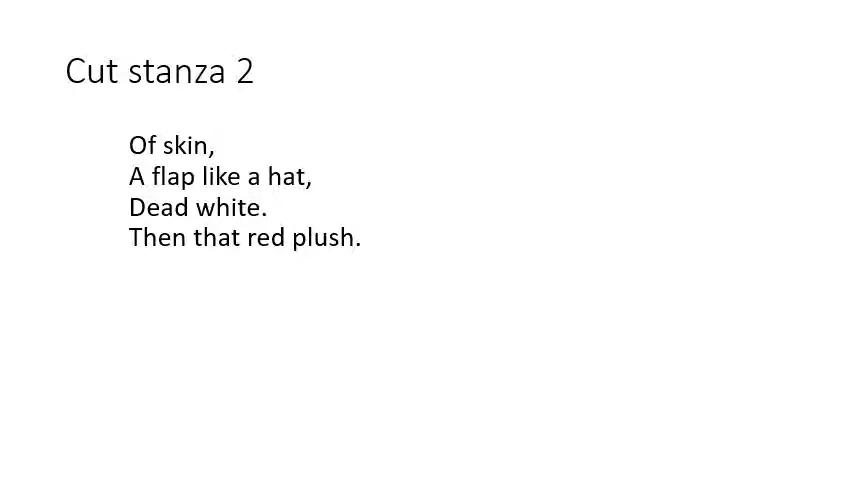 Cut stanza 2
Of skin,
A flap like a hat,
Dead white.
Then that red plush.